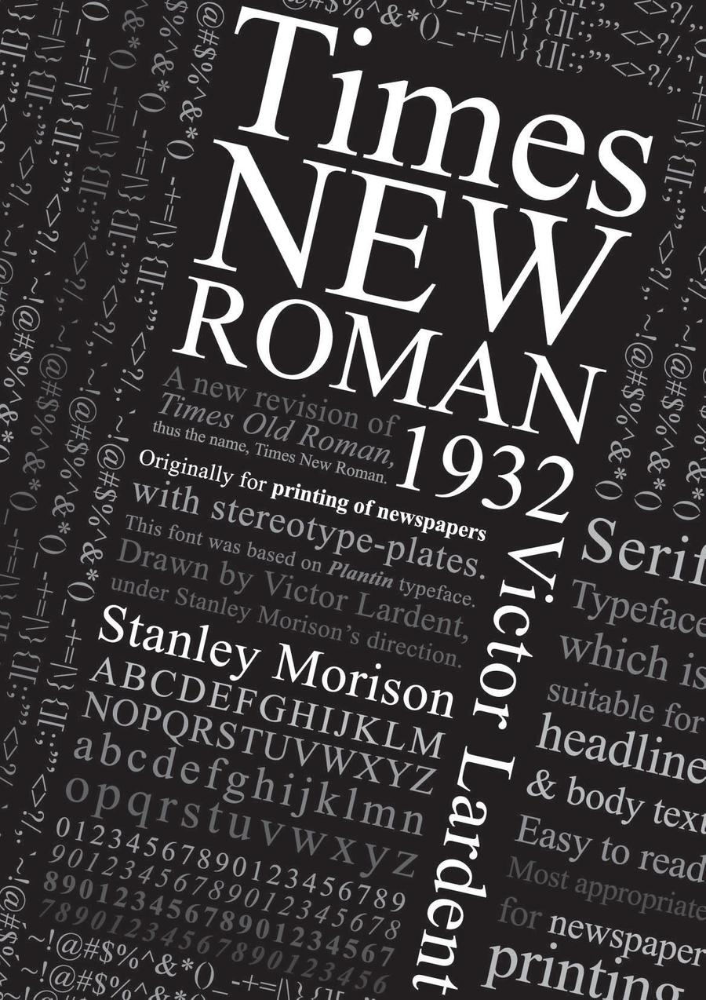 Times
NEW
ROMAN
1932
A new revision of
Times Old Roman,
thus the name, Times New Roman.
Originally for printing of newspapers
with stereotype-plates.
This font was based on Plantin typeface.
Drawn by Victor Lardent,
under Stanley Morison's direction.
Stanley Morison
ABCDEFGHIJKLM
NOPQRSTUVWXYZ
abcdefghijklmn
opqrstuvwxyz
01234567890123456789
9012345678901234567 8
89012345678901234567
78901234567890123456
~!@#$%^&*()_-+=|\}{][:;"',<>?/.
Victor Lardent
Serif
Typeface
which is
suitable for
headline
& body text
Easy to read
Most appropriate
for newspaper
printing